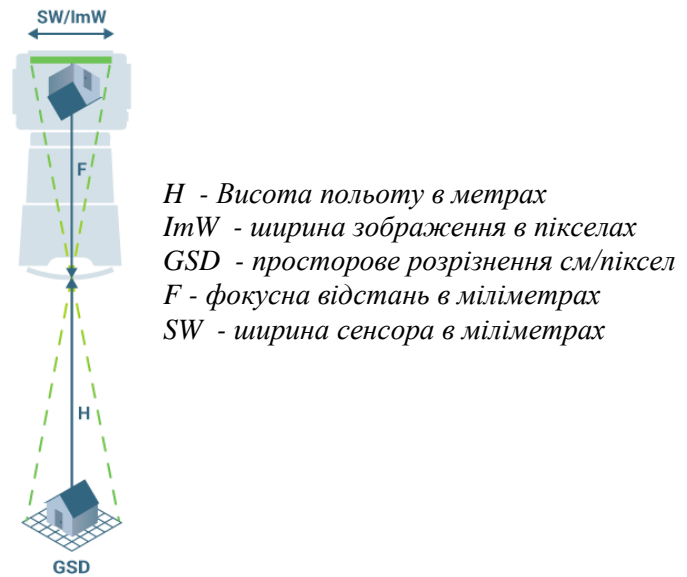 SW/ImW
F
H - Висота польоту в метрах
ImW - ширина зображення в пікселах
GSD - просторове розрізнення см/піксел
F - фокусна відстань в міліметрах
SW - ширина сенсора в міліметрах
H
GSD